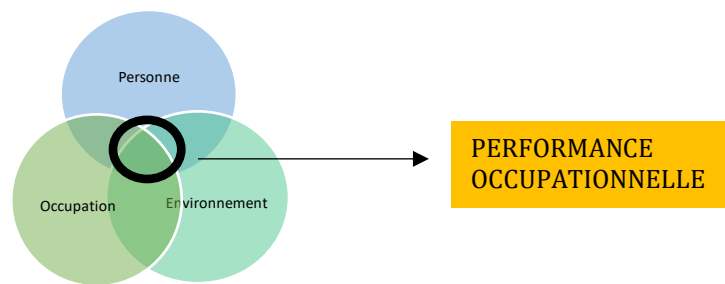 Personne
PERFORMANCE
OCCUPATIONNELLE
Occupation
Environnement